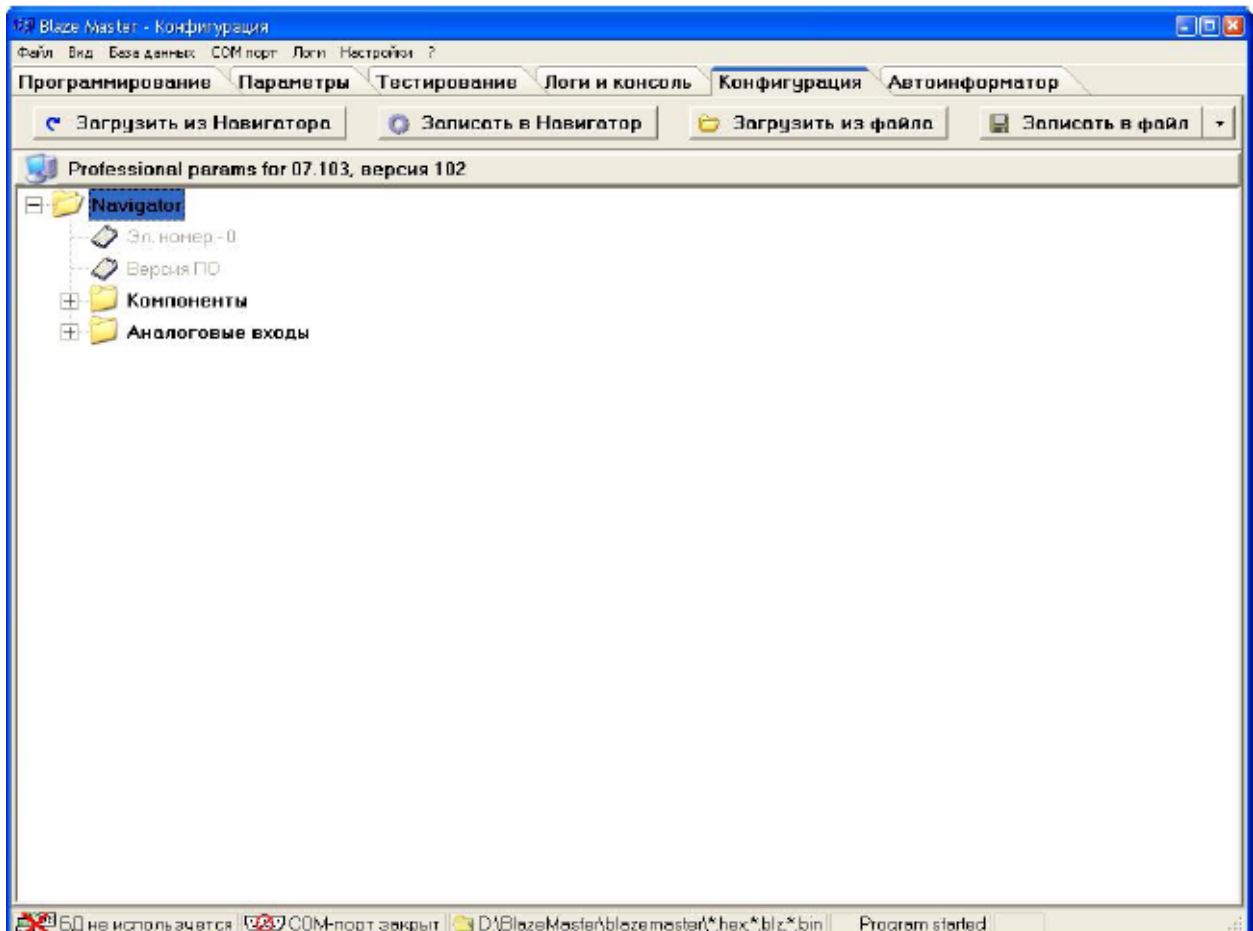 Blaze Master - Конфигурация
Файл Вид База данных COM порт Логи Настройки ?
Программирование Параметры Тестирование Логи и консоль Конфигурация Автоинформатор
Загрузить из Навигатора Записать в Навигатор Загрузить из файла Записать в файл
Professional params for 07.103, версия 102
Navigator
Эл. номер - 0
Версия ПО
Компоненты
Аналоговые входы
БД не используется COM-порт закрыт D:\BlazeMaster\blazemaster\*.hex*.blz*.bin Program started